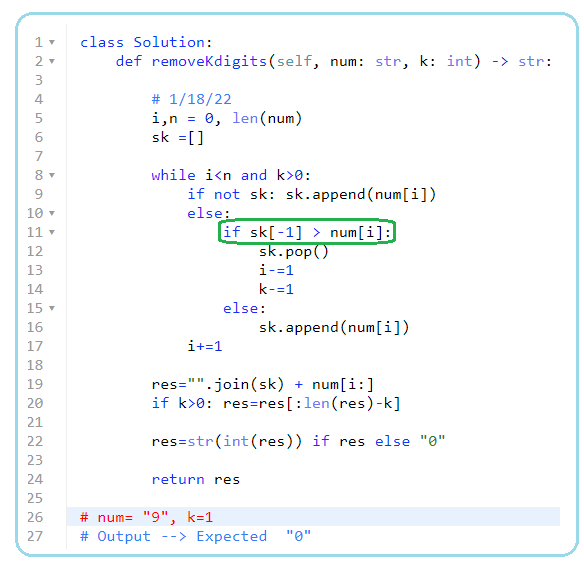 1 class Solution:
2 def removeKdigits(self, num: str, k: int) -> str:
3
4 # 1/18/22
5 i,n = 0, len(num)
6 sk =[]
7
8 while i<n and k>0:
9 if not sk: sk.append(num[i])
10 else:
11 if sk[-1] > num[i]:
12 sk.pop()
13 i-=1
14 k-=1
15 else:
16 sk.append(num[i])
17 i+=1
18
19 res="".join(sk) + num[i:]
20 if k>0: res=res[:len(res)-k]
21
22 res=str(int(res)) if res else "0"
23
24 return res
25
26 # num= "9", k=1
27 # Output --> Expected  "0"